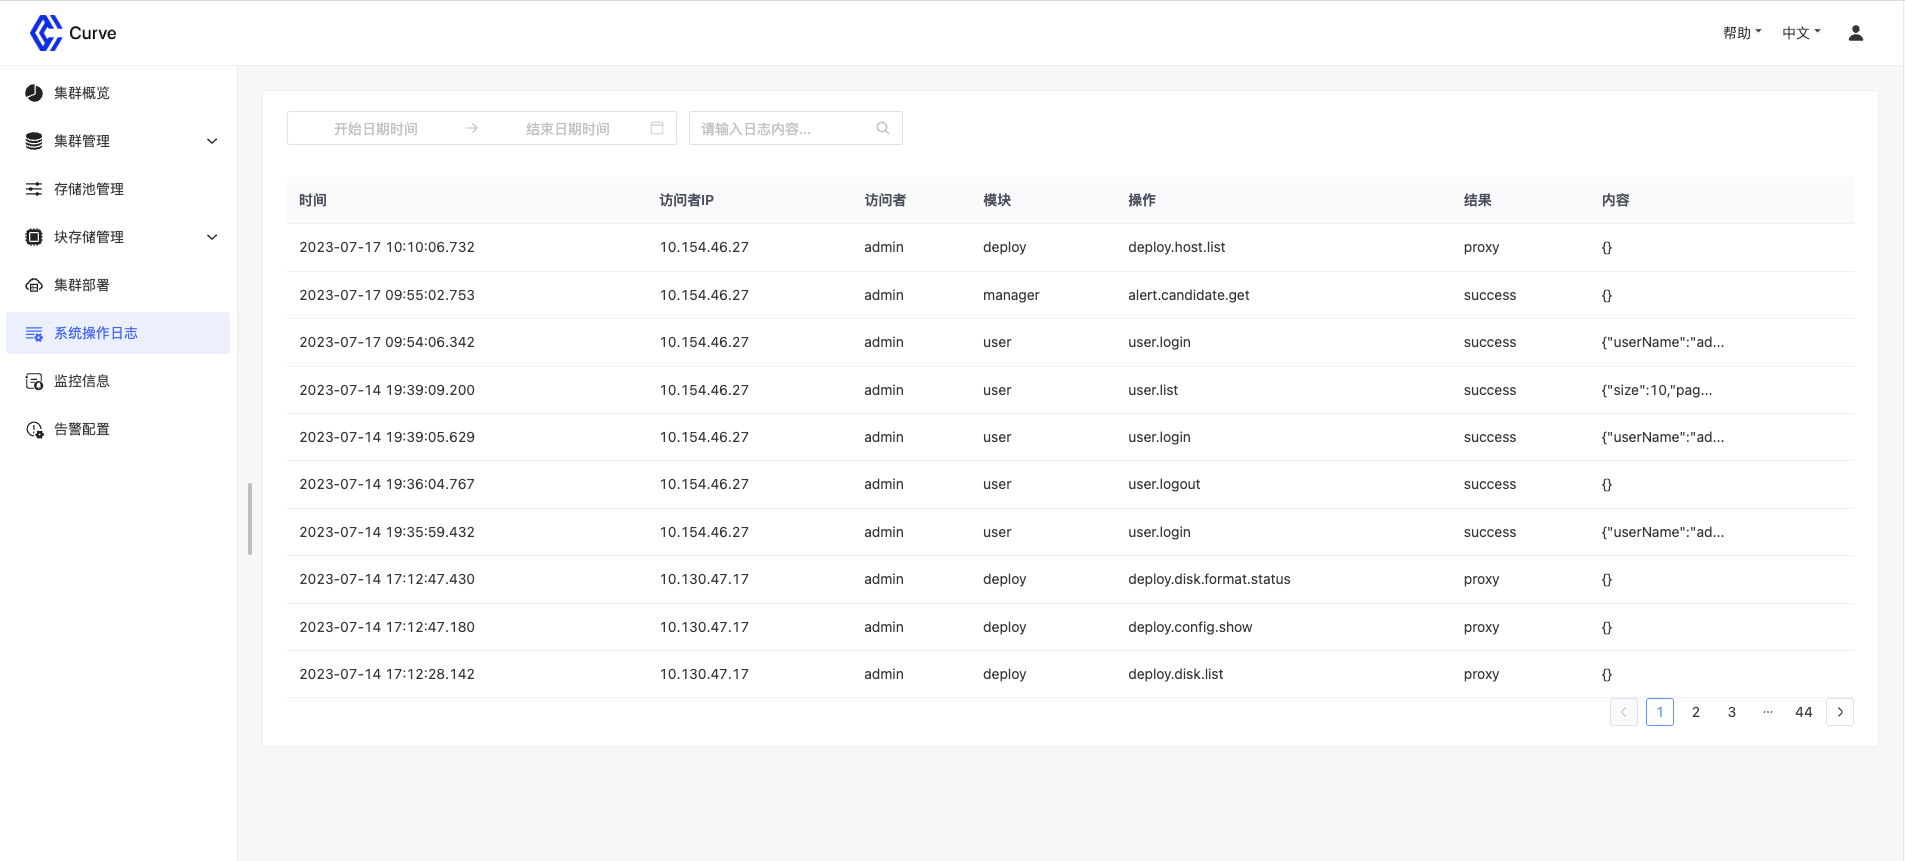 Curve
帮助
中文
集群概览
集群管理
存储池管理
块存储管理
集群部署
系统操作日志
监控信息
告警配置
开始日期时间 → 结束日期时间
请输入日志内容...
时间 访问者IP 访问者 模块 操作 结果 内容
2023-07-17 10:10:06.732 10.154.46.27 admin deploy deploy.host.list proxy {}
2023-07-17 09:55:02.753 10.154.46.27 admin manager alert.candidate.get success {}
2023-07-17 09:54:06.342 10.154.46.27 admin user user.login success {"userName":"ad...
2023-07-14 19:39:09.200 10.154.46.27 admin user user.list success {"size":10,"pag...
2023-07-14 19:39:05.629 10.154.46.27 admin user user.login success {"userName":"ad...
2023-07-14 19:36:04.767 10.154.46.27 admin user user.logout success {}
2023-07-14 19:35:59.432 10.154.46.27 admin user user.login success {"userName":"ad...
2023-07-14 17:12:47.430 10.130.47.17 admin deploy deploy.disk.format.status proxy {}
2023-07-14 17:12:47.180 10.130.47.17 admin deploy deploy.config.show proxy {}
2023-07-14 17:12:28.142 10.130.47.17 admin deploy deploy.disk.list proxy {}
< 1 2 3 ··· 44 >